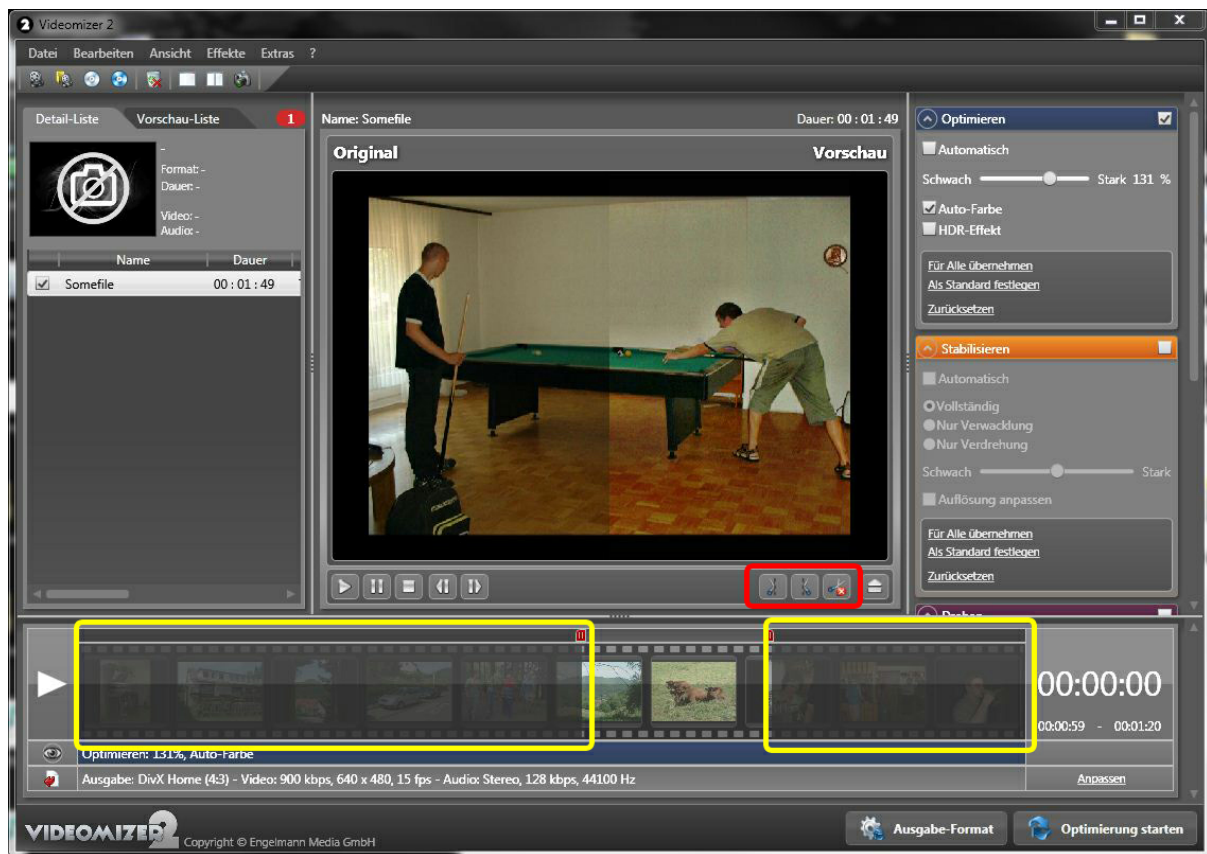 2 Videomizer 2
Datei Bearbeiten Ansicht Effekte Extras ?
Detail-Liste Vorschau-Liste 1
-
Format: -
Dauer: -
Video: -
Audio: -
Name Dauer
Somefile 00 : 01 : 49
Name: Somefile Dauer: 00 : 01 : 49
Original Vorschau
Optimieren
Automatisch
Schwach Stark 131 %
Auto-Farbe
HDR-Effekt
Für Alle übernehmen
Als Standard festlegen
Zurücksetzen
Stabilisieren
Automatisch
Vollständig
Nur Verwacklung
Nur Verdrehung
Schwach Stark
Auflösung anpassen
Für Alle übernehmen
Als Standard festlegen
Zurücksetzen
00:00:00
00:00:59 - 00:01:20
Optimieren: 131%, Auto-Farbe
Ausgabe: DivX Home (4:3) - Video: 900 kbps, 640 x 480, 15 fps - Audio: Stereo, 128 kbps, 44100 Hz Anpassen
VIDEOMIZER 2 Copyright © Engelmann Media GmbH
Ausgabe-Format Optimierung starten